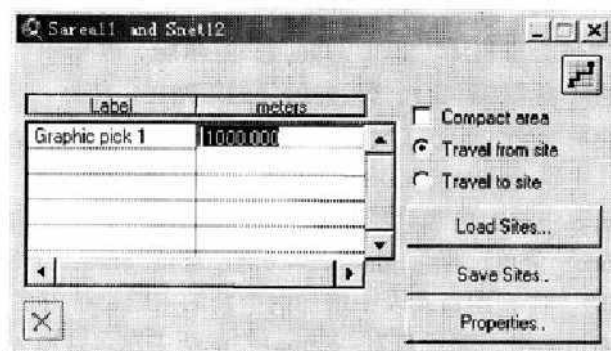 Sarea11 and Snet12
Label meters
Graphic pick 1 1000.000
Compact area
Travel from site
Travel to site
Load Sites...
Save Sites..
Properties..